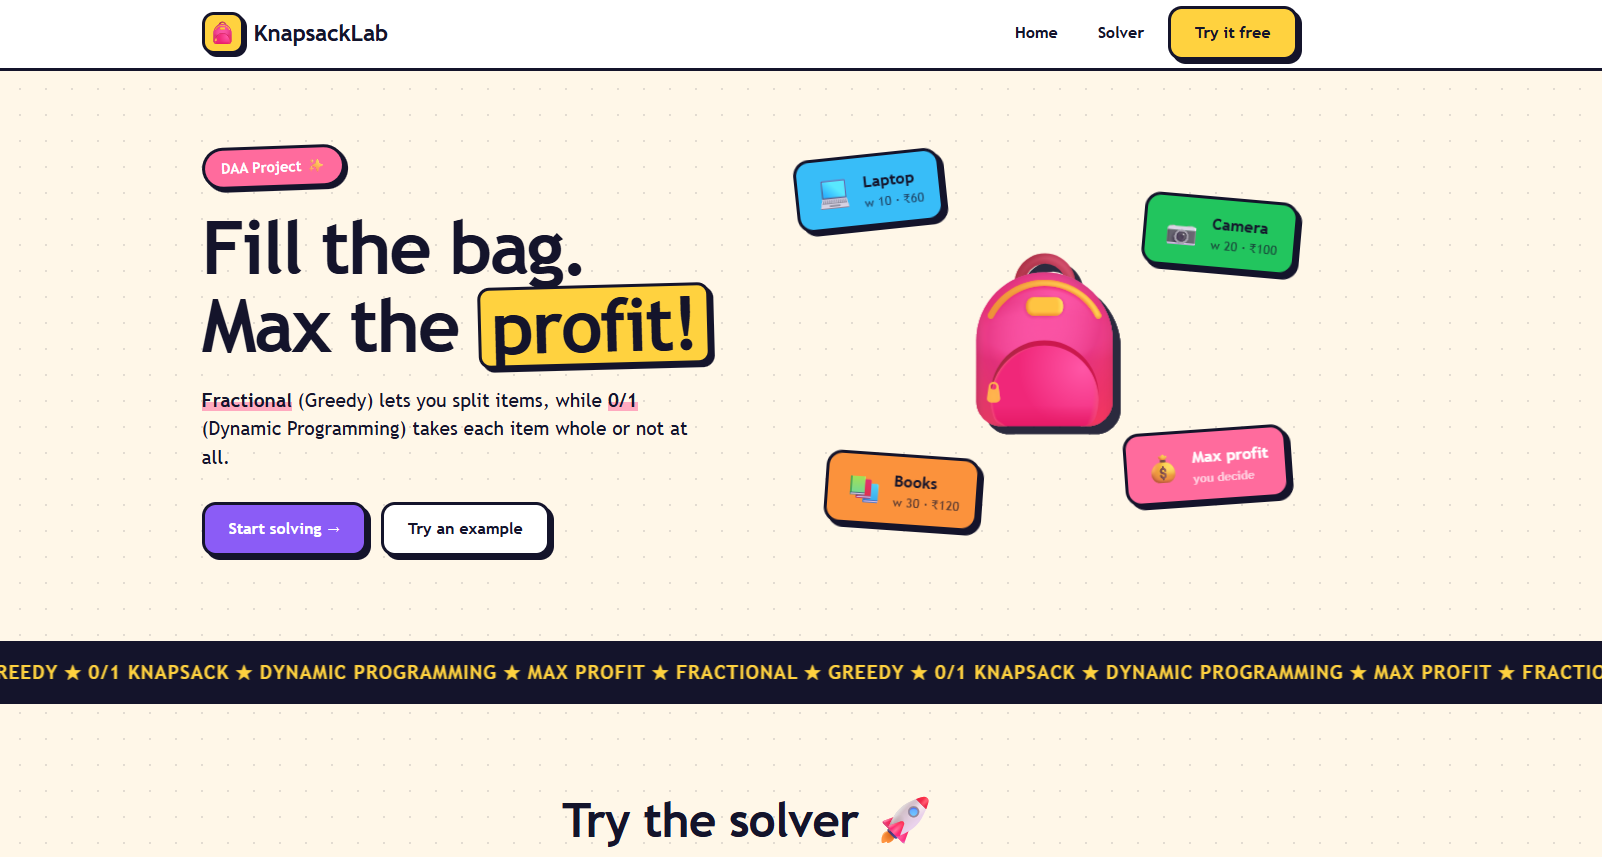 KnapsackLab
Home
Solver
Try it free
DAA Project ✨
Fill the bag.
Max the profit!
Fractional (Greedy) lets you split items, while 0/1
(Dynamic Programming) takes each item whole or not at
all.
Start solving →
Try an example
Laptop
w 10 · ₹60
Camera
w 20 · ₹100
Books
w 30 · ₹120
Max profit
you decide
REEDY ★ 0/1 KNAPSACK ★ DYNAMIC PROGRAMMING ★ MAX PROFIT ★ FRACTIONAL ★ GREEDY ★ 0/1 KNAPSACK ★ DYNAMIC PROGRAMMING ★ MAX PROFIT ★ FRACTIO
Try the solver 🚀